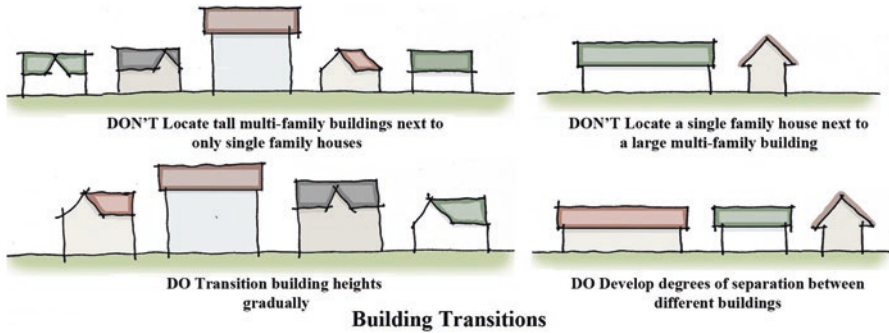 DON'T Locate tall multi-family buildings next to
only single family houses
DON'T Locate a single family house next to
a large multi-family building
DO Transition building heights
gradually
DO Develop degrees of separation between
different buildings
Building Transitions